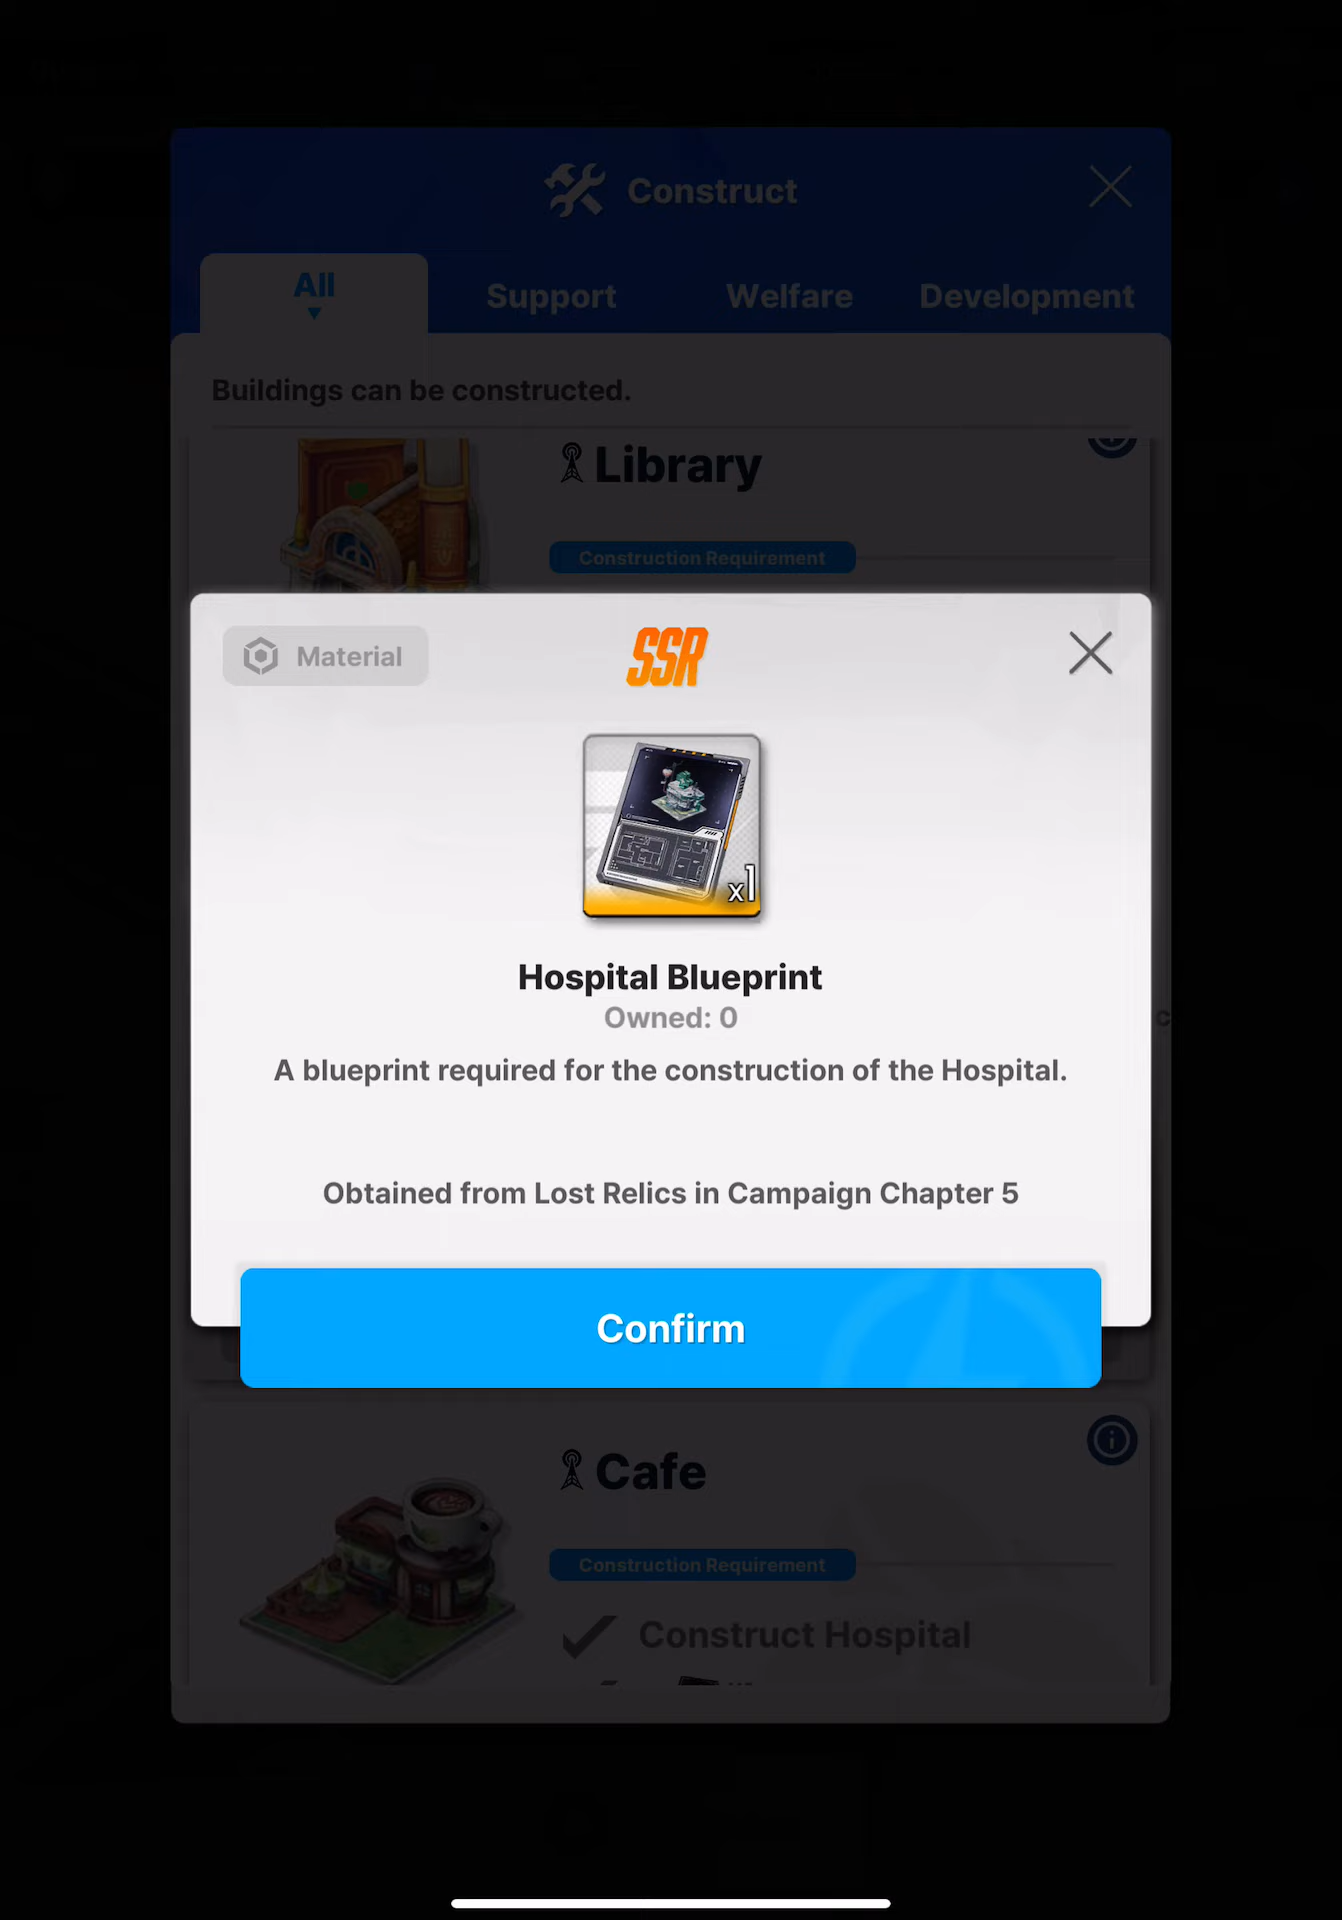 Construct
All
Support
Welfare
Development
Buildings can be constructed.
Library
Construction Requirement
Material
SSR
x1
Hospital Blueprint
Owned: 0
A blueprint required for the construction of the Hospital.
Obtained from Lost Relics in Campaign Chapter 5
Confirm
Cafe
Construction Requirement
Construct Hospital